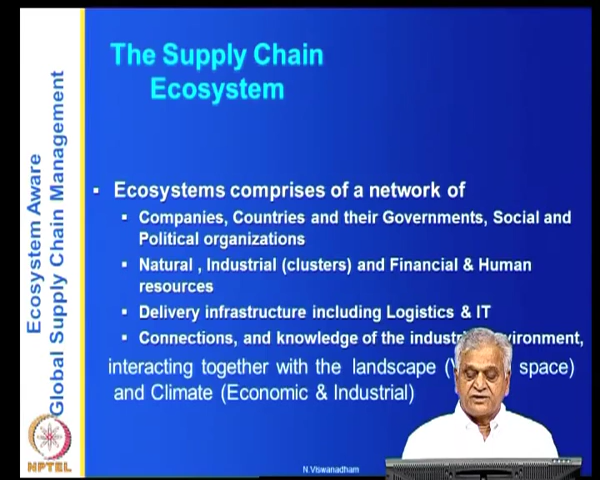 The Supply Chain
Ecosystem
Ecosystem Aware
Global Supply Chain Management
Ecosystems comprises of a network of
Companies, Countries and their Governments, Social and
Political organizations
Natural , Industrial (clusters) and Financial & Human
resources
Delivery infrastructure including Logistics & IT
Connections, and knowledge of the
interacting together with the landscape ( space)
and Climate (Economic & Industrial)
NPTEL
N.Viswanadham